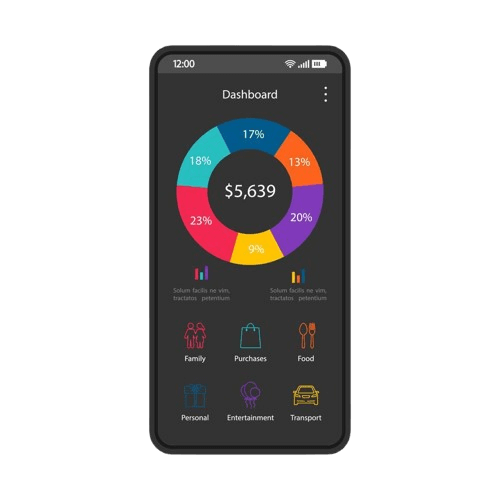 12:00
Dashboard
17%
18%
13%
$5,639
23%
20%
9%
Solum facilis ne vim,
tractatos petentium
Solum facilis ne vim,
tractatos petentium
Family
Purchases
Food
Personal
Entertainment
Transport